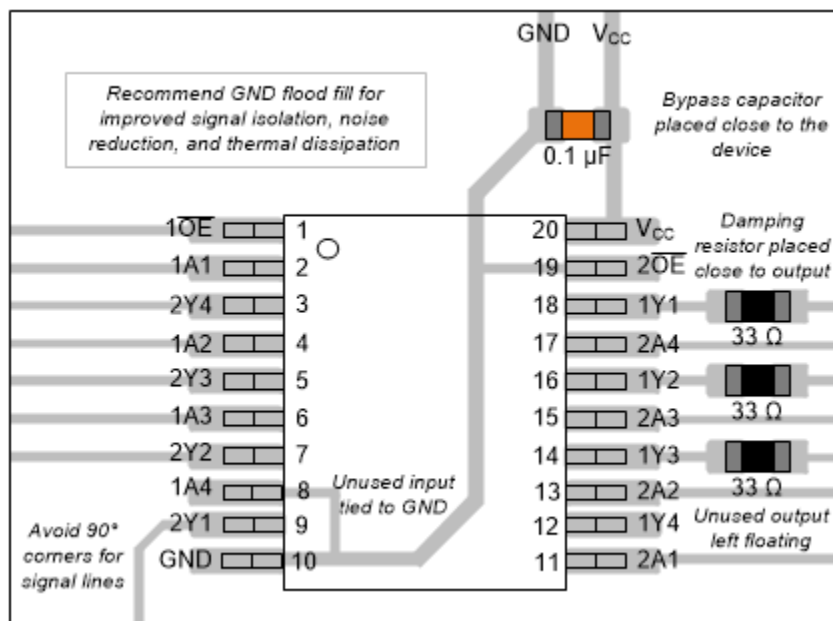 GND VCC
Recommend GND flood fill for
improved signal isolation, noise
reduction, and thermal dissipation
Bypass capacitor
placed close to the
device
0.1 µF
1O̅E̅ 1 20 VCC
Damping
resistor placed
close to output
1A1 2 19 2O̅E̅
2Y4 3 18 1Y1
33 Ω
1A2 4 17 2A4
2Y3 5 16 1Y2
33 Ω
1A3 6 15 2A3
2Y2 7 14 1Y3
33 Ω
1A4 8 13 2A2
Unused input
tied to GND
2Y1 9 12 1Y4
Unused output
left floating
GND 10 11 2A1
Avoid 90°
corners for
signal lines